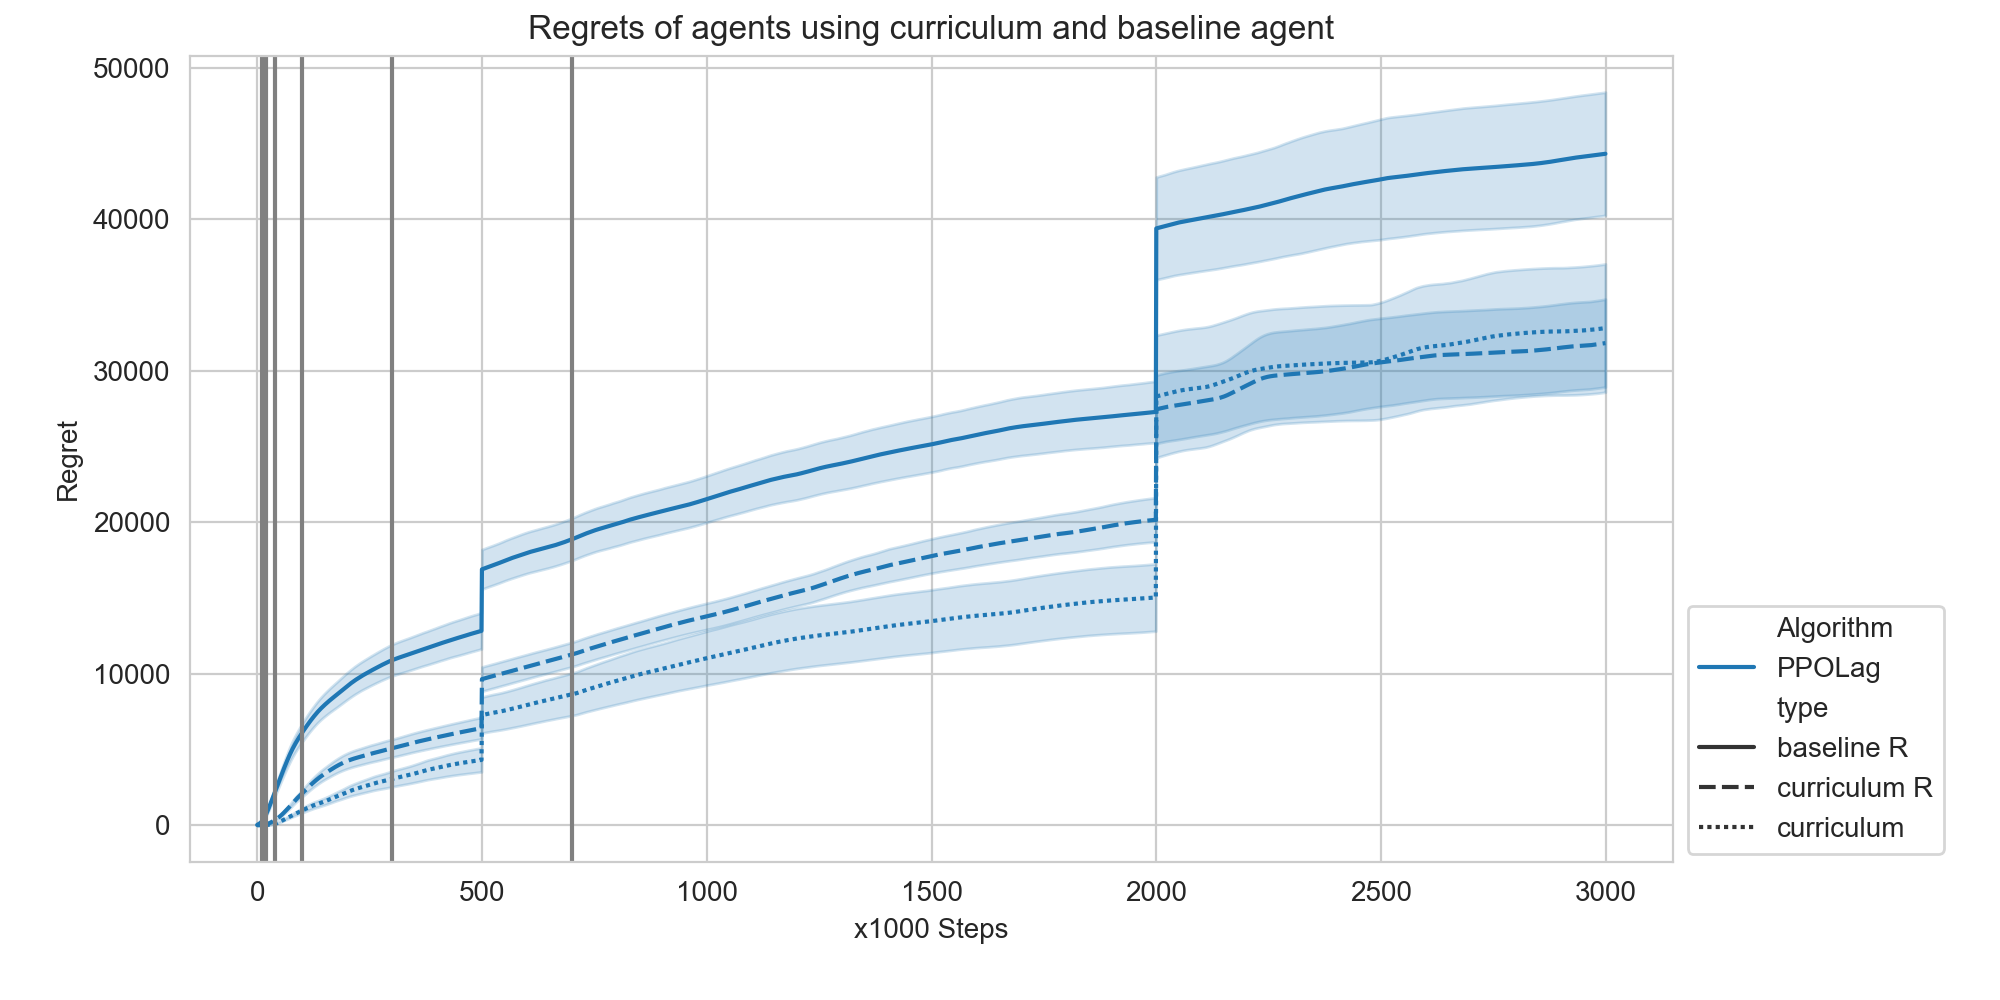 Regrets of agents using curriculum and baseline agent
50000
40000
30000
20000
10000
0
Regret
0 500 1000 1500 2000 2500 3000
x1000 Steps
Algorithm
PPOLag
type
baseline R
curriculum R
curriculum